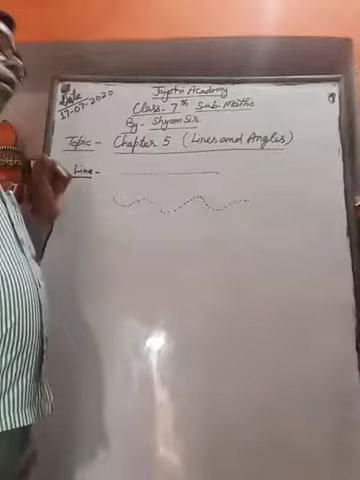 Date
17-07-2020
Jyotri Academy
Class- 7th Sub-Maths
By- Shyam Sir
Topic - Chapter 5 (Lines and Angles)
Line -